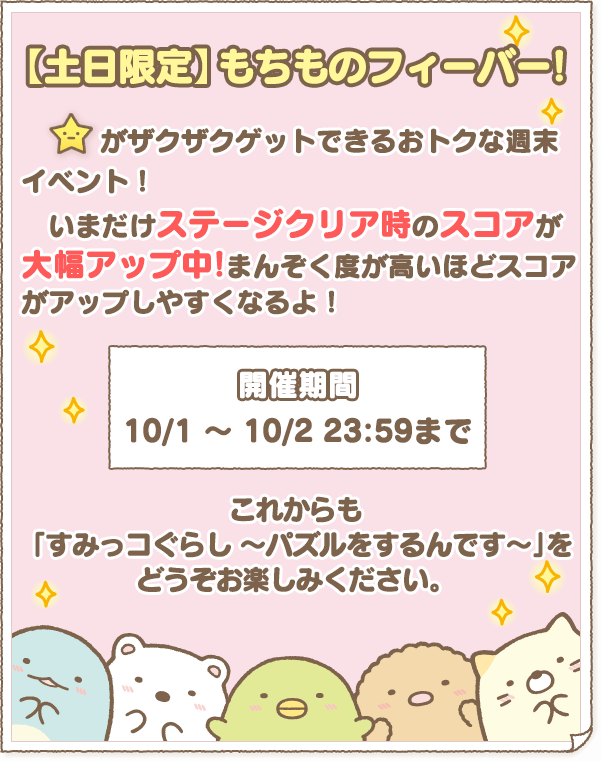 【土日限定】もちものフィーバー!
がザクザクゲットできるおトクな週末
イベント！
いまだけステージクリア時のスコアが
大幅アップ中!まんぞく度が高いほどスコア
がアップしやすくなるよ！
開催期間
10/1 ～ 10/2 23:59まで
これからも
「すみっコぐらし ～パズルをするんです～」を
どうぞお楽しみください。